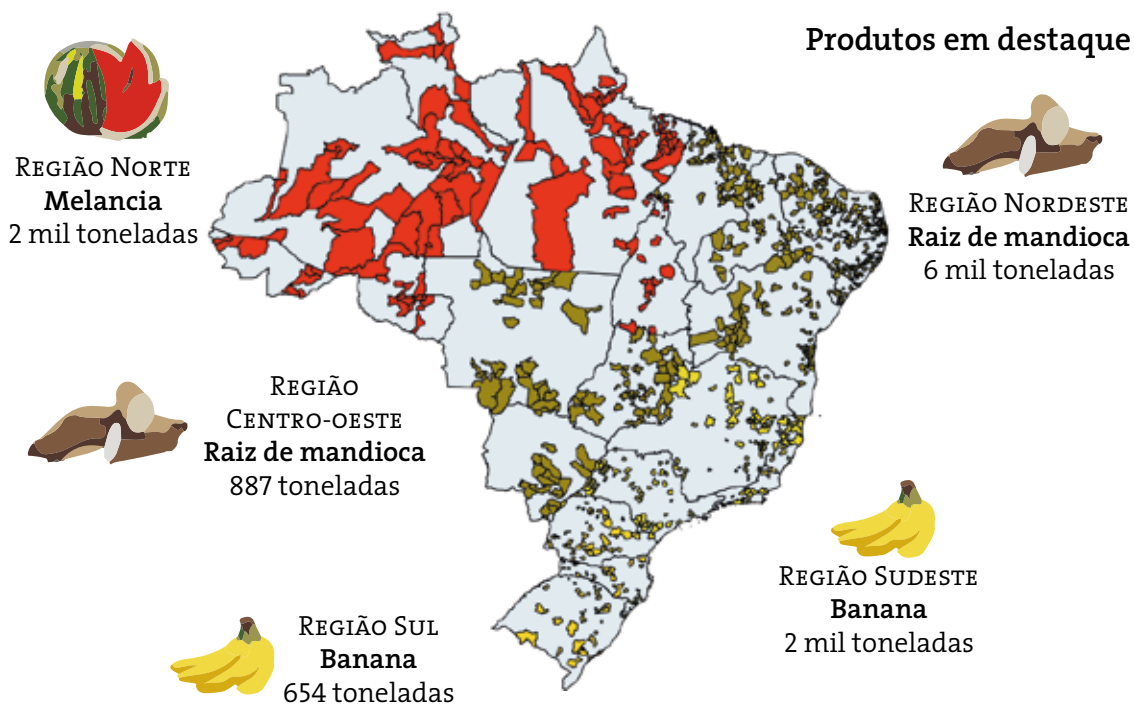 Produtos em destaque
Região Norte
Melancia
2 mil toneladas
Região Nordeste
Raiz de mandioca
6 mil toneladas
Região
Centro-oeste
Raiz de mandioca
887 toneladas
Região Sudeste
Banana
2 mil toneladas
Região Sul
Banana
654 toneladas